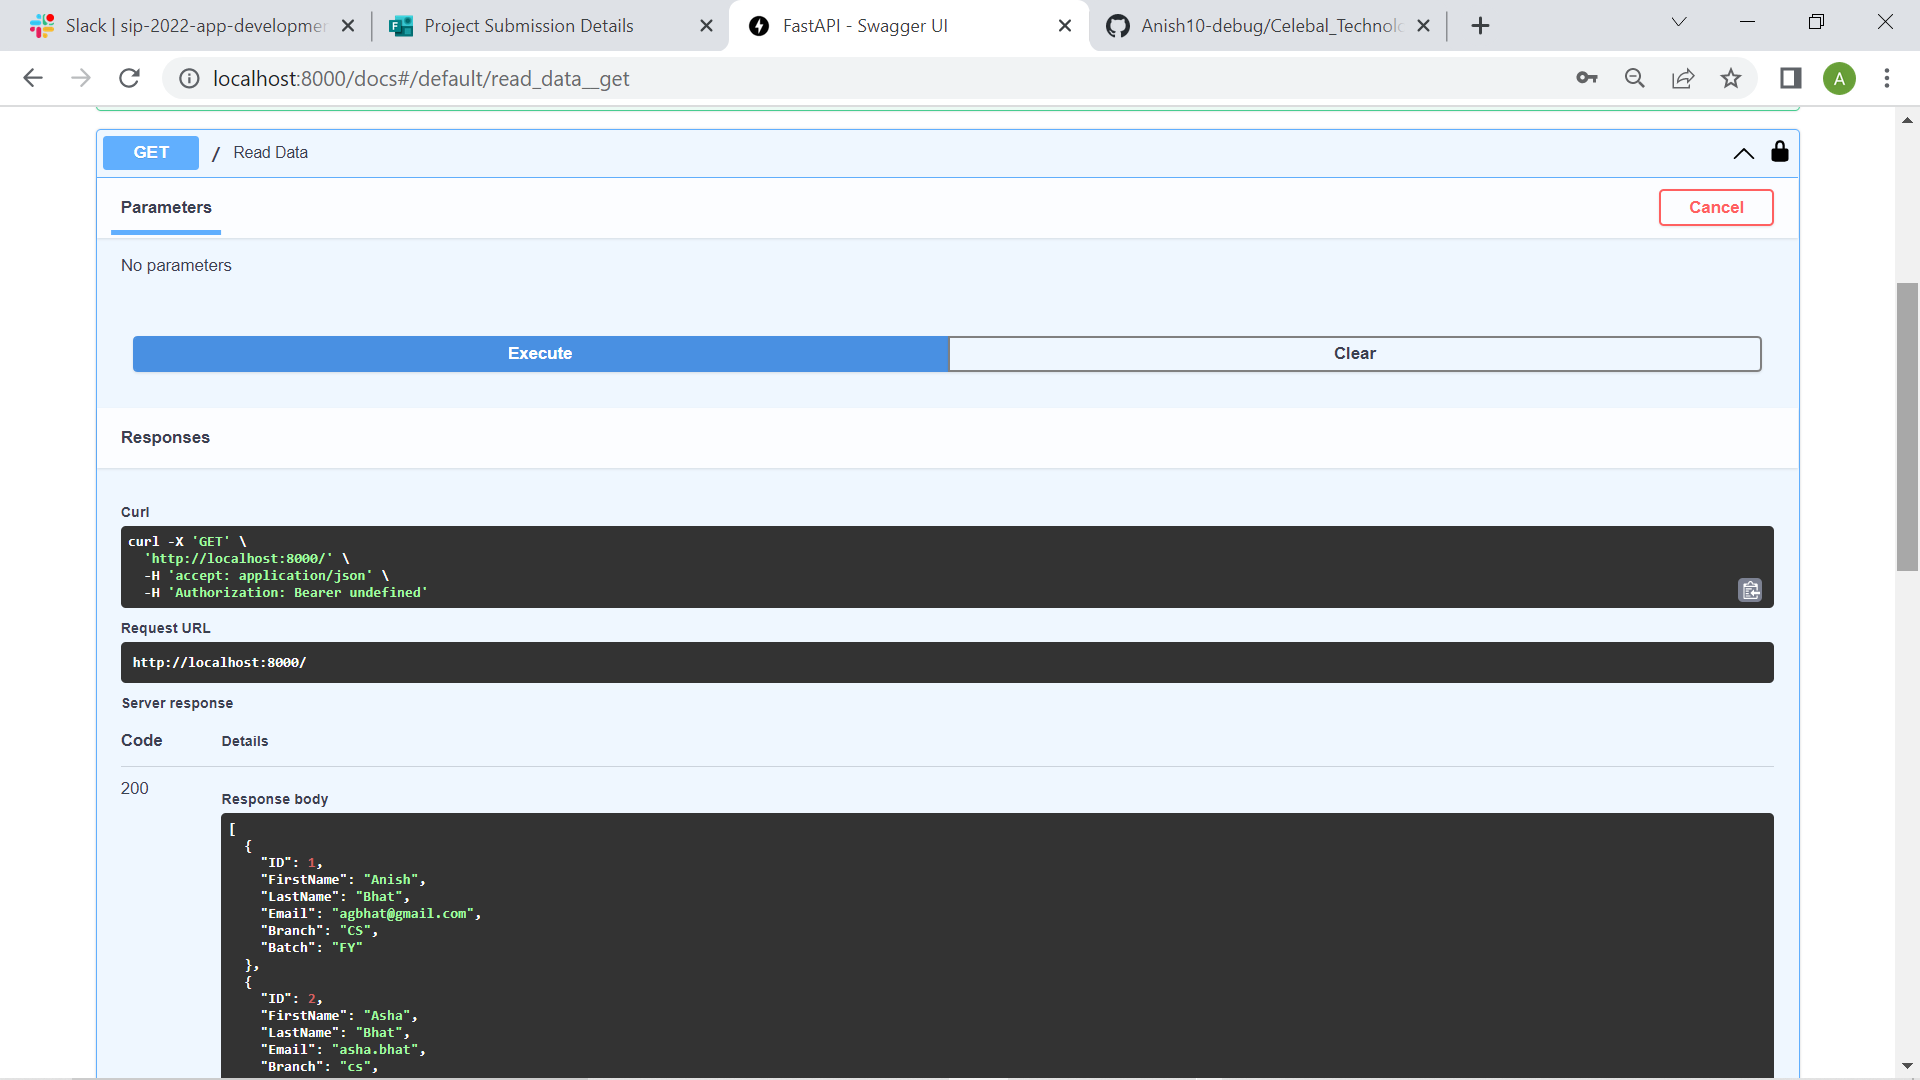 Slack | sip-2022-app-developmen
Project Submission Details
FastAPI - Swagger UI
Anish10-debug/Celebal_Technolo
localhost:8000/docs#/default/read_data__get
A
GET / Read Data
Parameters
Cancel
No parameters
Execute
Clear
Responses
Curl
curl -X 'GET' \
'http://localhost:8000/' \
-H 'accept: application/json' \
-H 'Authorization: Bearer undefined'
Request URL
http://localhost:8000/
Server response
Code Details
200
Response body
[
{
"ID": 1,
"FirstName": "Anish",
"LastName": "Bhat",
"Email": "agbhat@gmail.com",
"Branch": "CS",
"Batch": "FY"
},
{
"ID": 2,
"FirstName": "Asha",
"LastName": "Bhat",
"Email": "asha.bhat",
"Branch": "cs",